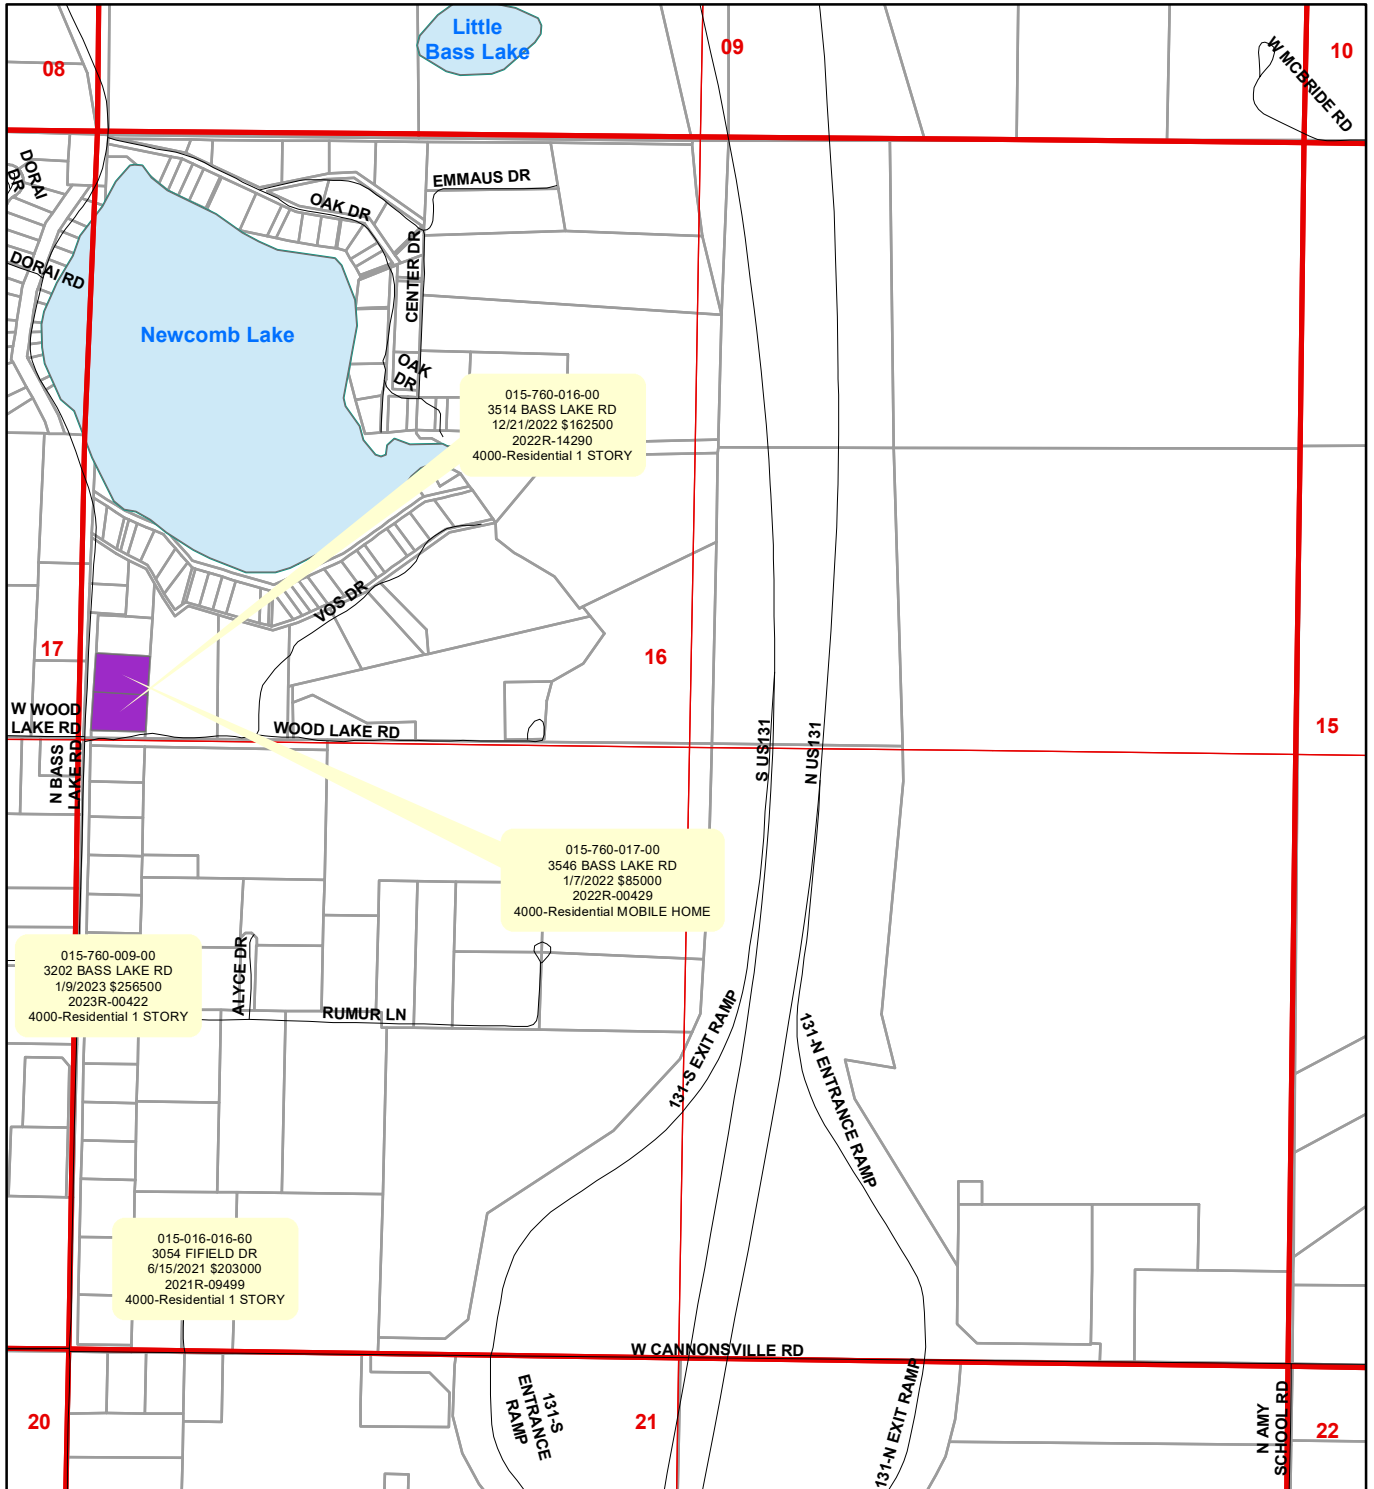 Little
Bass Lake
09
10
08
W MCBRIDE RD
DORAI
DR
EMMAUS DR
OAK DR
CENTER DR
DORAI RD
Newcomb Lake
OAK
DR
015-760-016-00
3514 BASS LAKE RD
12/21/2022 $162500
2022R-14290
4000-Residential 1 STORY
VOS DR
17
16
W WOOD
LAKE RD
WOOD LAKE RD
15
N BASS
LAKE RD
S US131
N US131
015-760-017-00
3546 BASS LAKE RD
1/7/2022 $85000
2022R-00429
4000-Residential MOBILE HOME
015-760-009-00
3202 BASS LAKE RD
1/9/2023 $256500
2023R-00422
4000-Residential 1 STORY
ALYCE DR
RUMUR LN
131-S EXIT RAMP
131-N ENTRANCE RAMP
015-016-016-60
3054 FIFIELD DR
6/15/2021 $203000
2021R-09499
4000-Residential 1 STORY
W CANNONSVILLE RD
20
131-S
ENTRANCE
RAMP
21
131-N EXIT RAMP
N AMY
SCHOOL RD
22